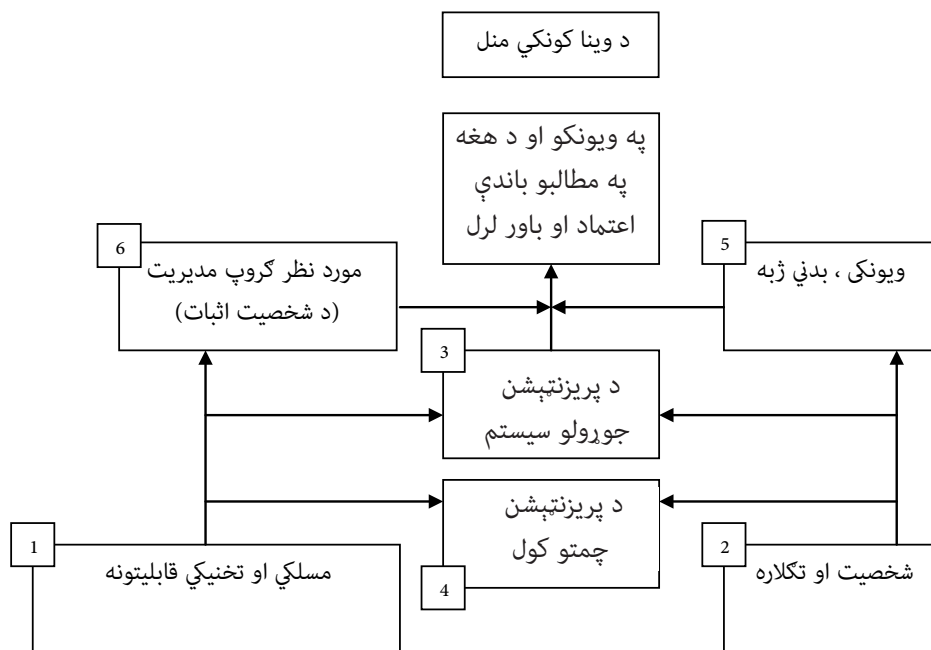 د وینا کونکي منل
په ویونکو او د هغه
په مطالبو باندې
اعتماد او باور لرل
6
مورد نظر ګروپ مدیریت
(د شخصیت اثبات)
5
ویونکی ، بدني ژبه
3
د پریزنټېشن
جوړولو سیستم
د پریزنټېشن
چمتو کول
4
1
مسلکي او تخنیکي قابلیتونه
2
شخصیت او تګلاره